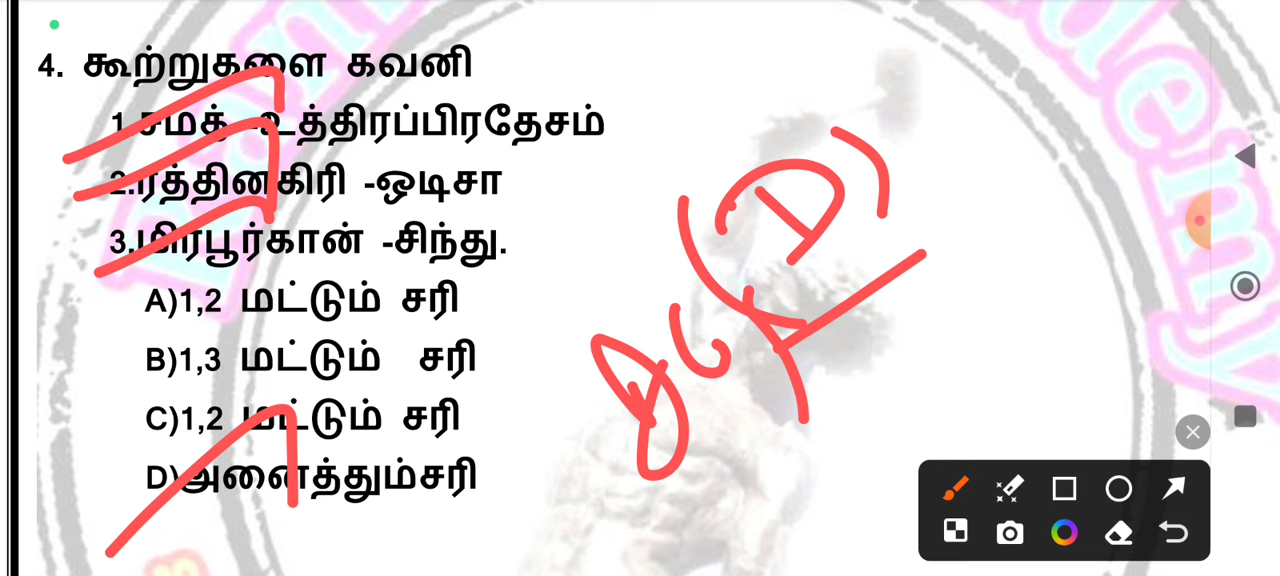 4. கூற்றுகளை கவனி
1.சமத் -உத்திரப்பிரதேசம்
2.ரத்தினகிரி -ஒடிசா
3.மிர்பூர்கான் -சிந்து.
A)1,2 மட்டும் சரி
B)1,3 மட்டும் சரி
C)1,2 மட்டும் சரி
D)அனைத்தும்சரி
(D)